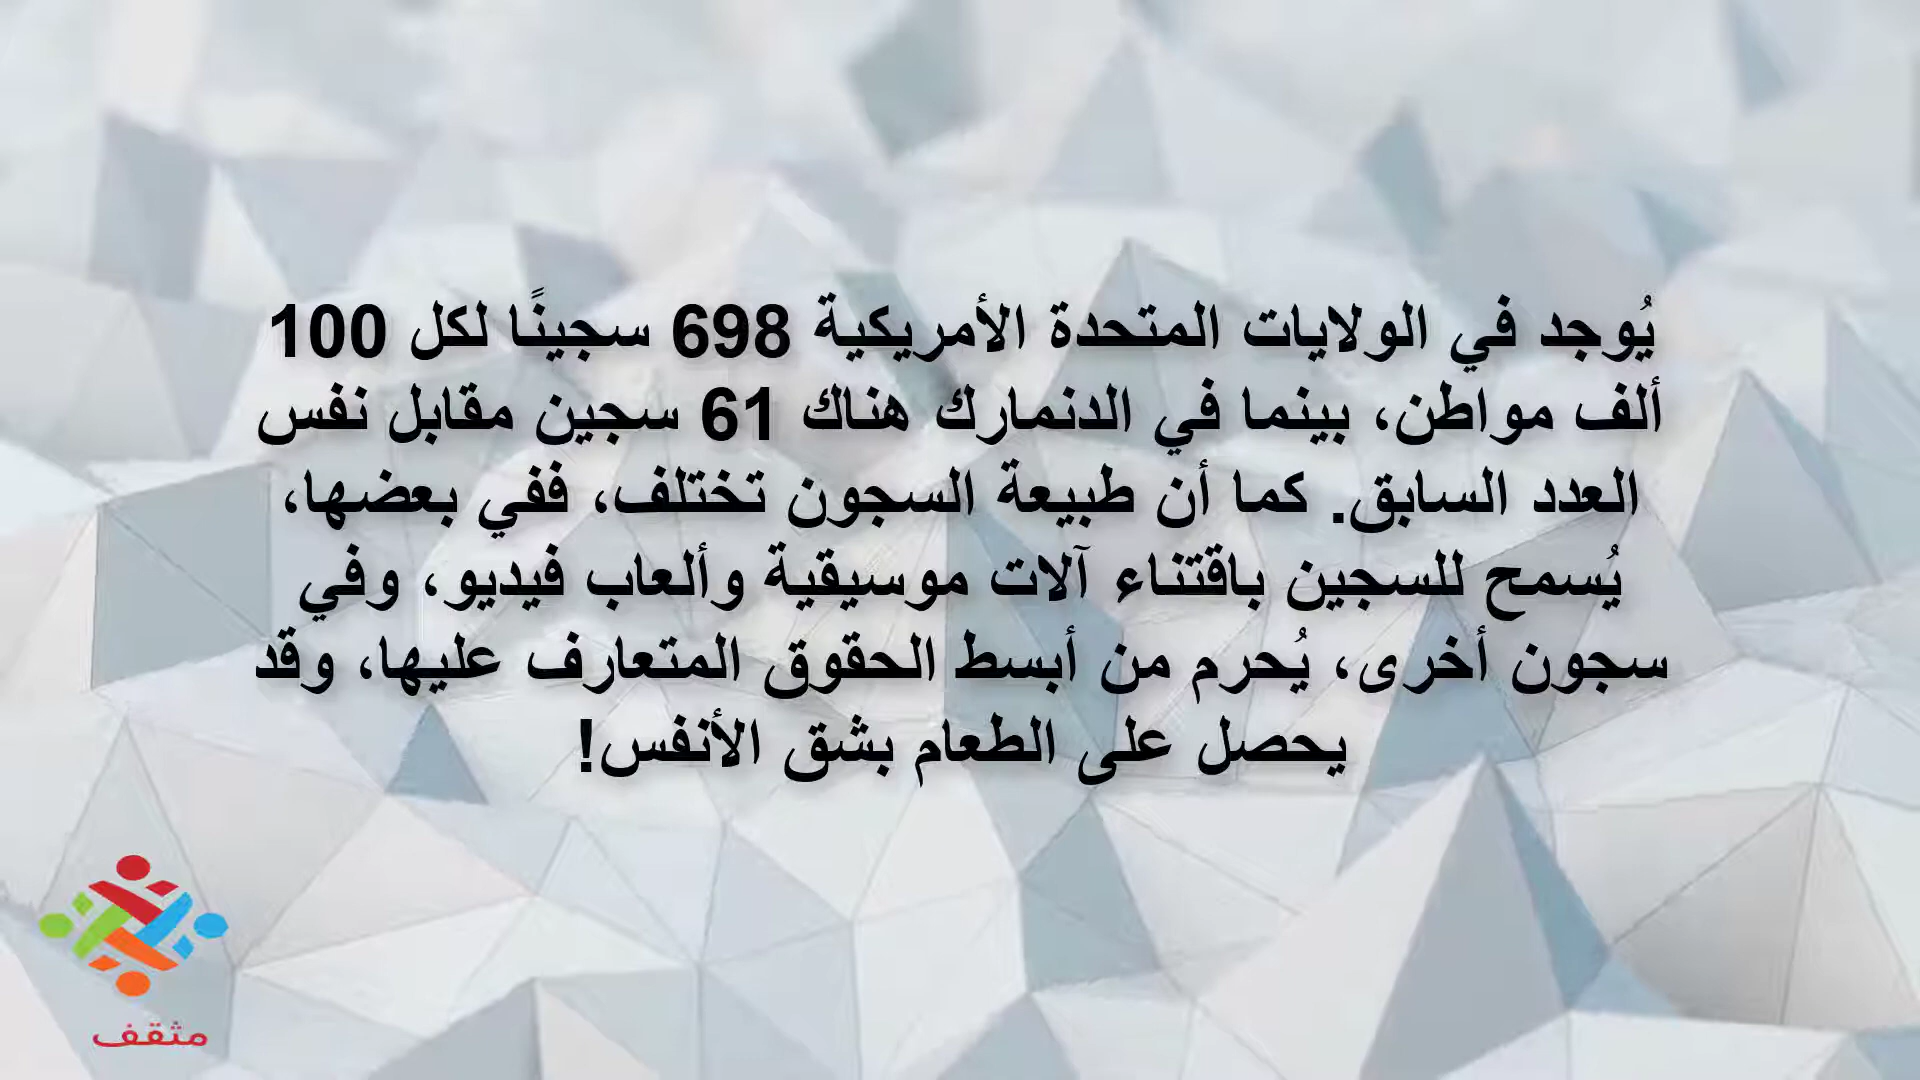 يُوجد في الولايات المتحدة الأمريكية 698 سجينًا لكل 100
ألف مواطن، بينما في الدنمارك هناك 61 سجين مقابل نفس
العدد السابق. كما أن طبيعة السجون تختلف، ففي بعضها،
يُسمح للسجين باقتناء آلات موسيقية وألعاب فيديو، وفي
سجون أخرى، يُحرم من أبسط الحقوق المتعارف عليها، وقد
يحصل على الطعام بشق الأنفس!
مثقف